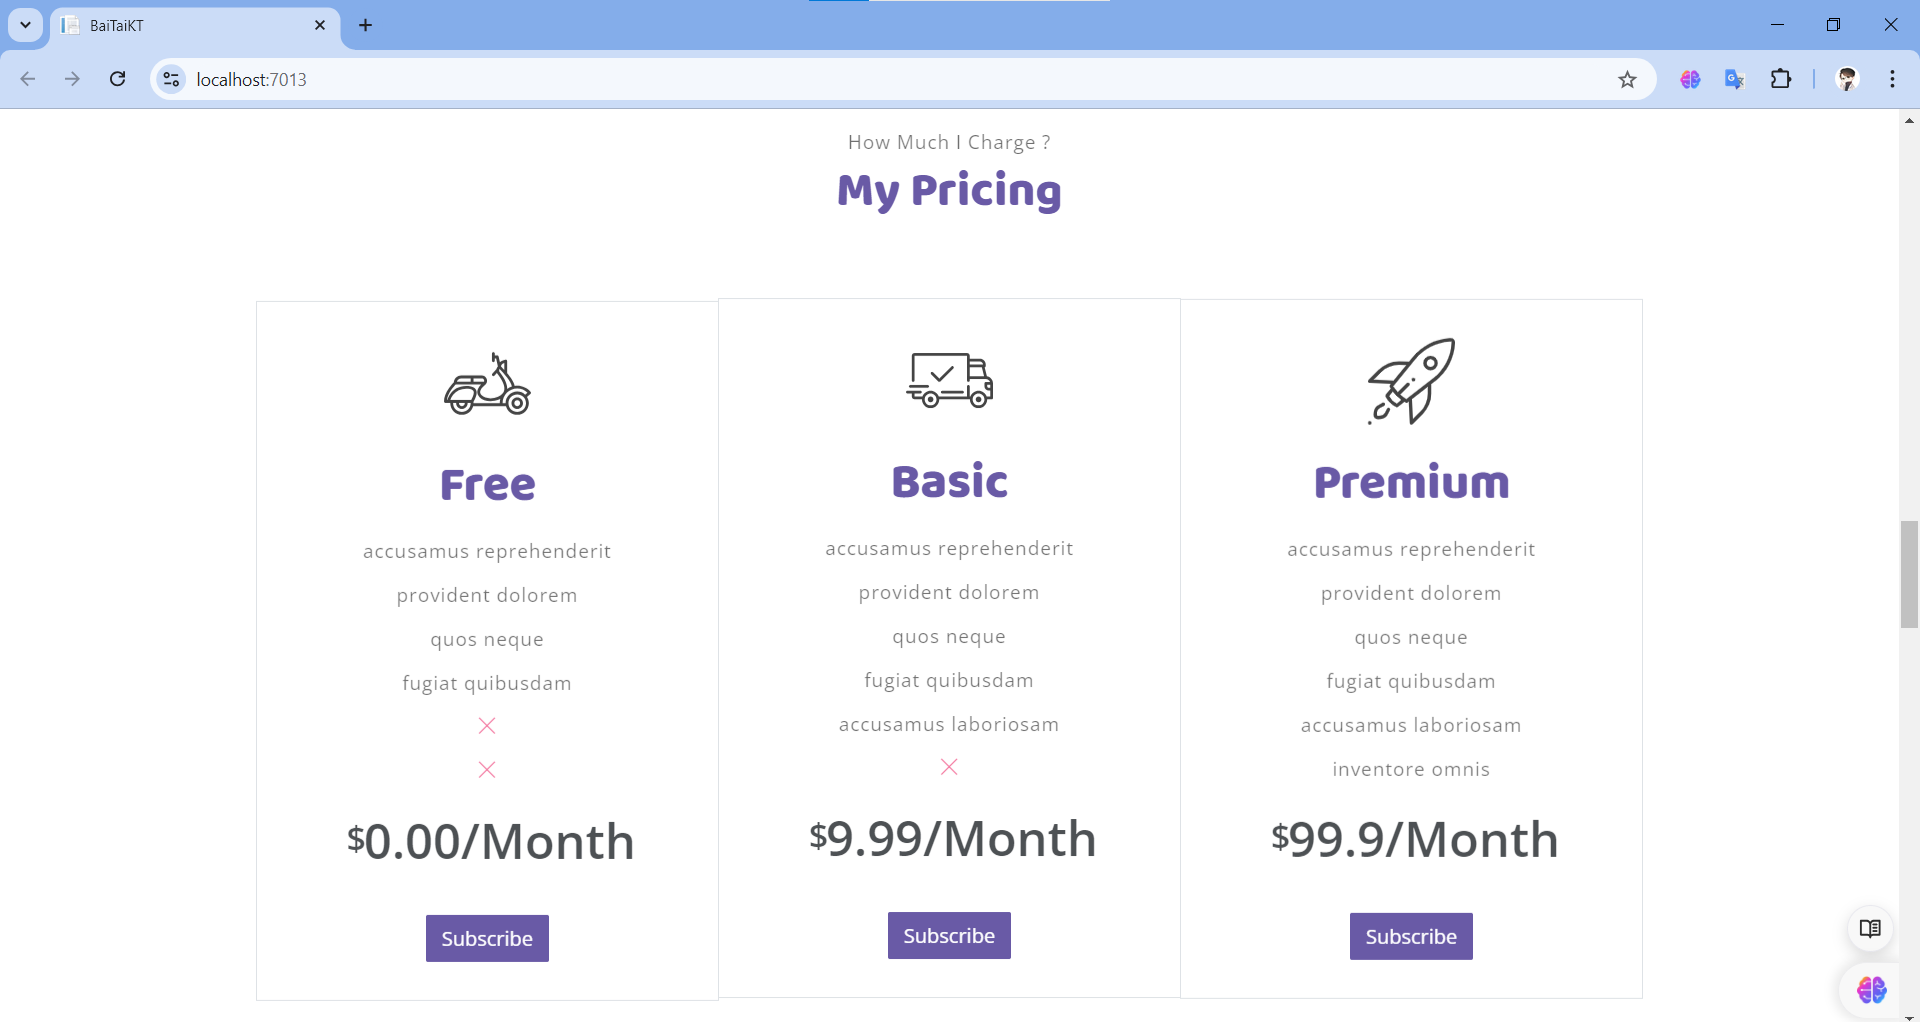 BaiTaiKT
localhost:7013
How Much I Charge ?
My Pricing
Free
accusamus reprehenderit
provident dolorem
quos neque
fugiat quibusdam
$0.00/Month
Subscribe
Basic
accusamus reprehenderit
provident dolorem
quos neque
fugiat quibusdam
accusamus laboriosam
$9.99/Month
Subscribe
Premium
accusamus reprehenderit
provident dolorem
quos neque
fugiat quibusdam
accusamus laboriosam
inventore omnis
$99.9/Month
Subscribe